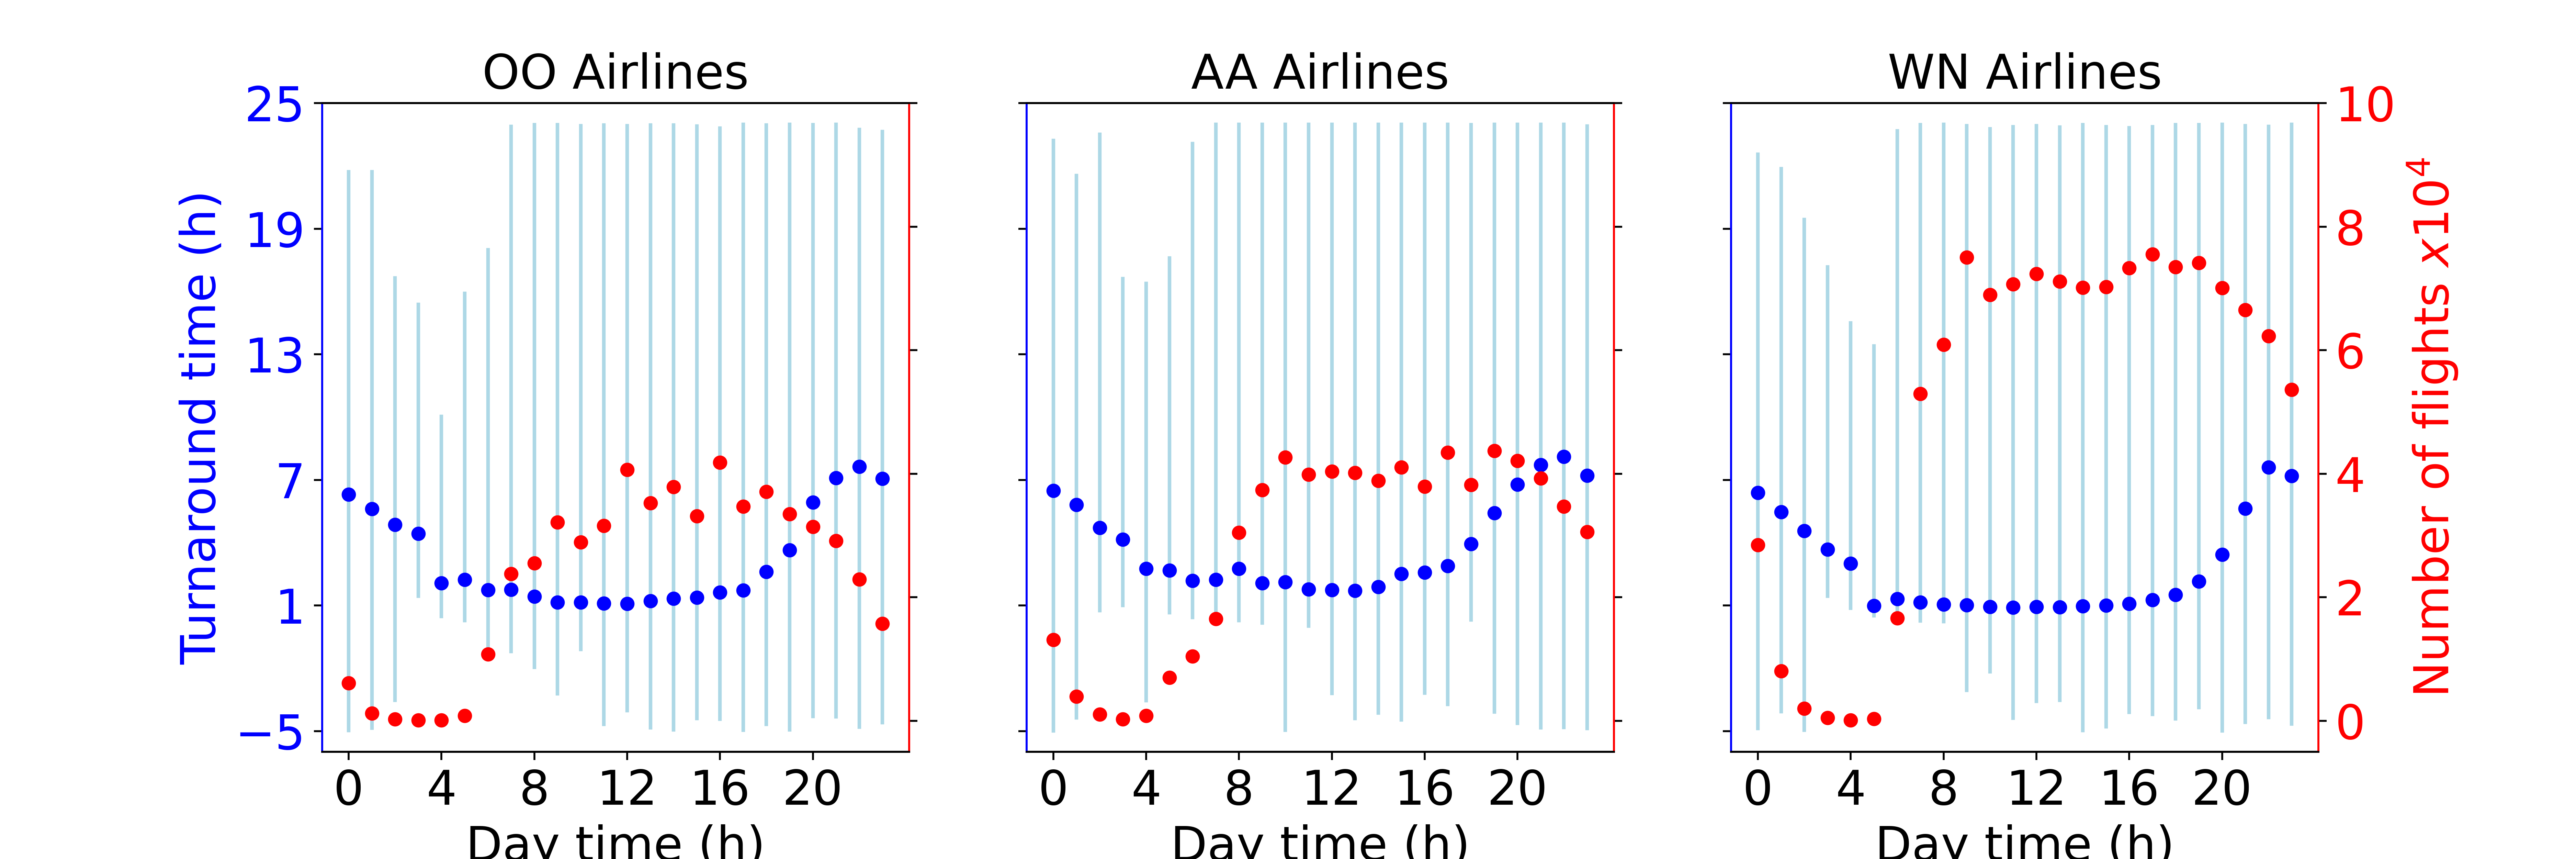 OO Airlines
AA Airlines
WN Airlines
Turnaround time (h)
25
19
13
7
1
−5
10
8
6
4
2
0
Number of flights x10⁴
0 4 8 12 16 20
0 4 8 12 16 20
0 4 8 12 16 20
Day time (h)
Day time (h)
Day time (h)